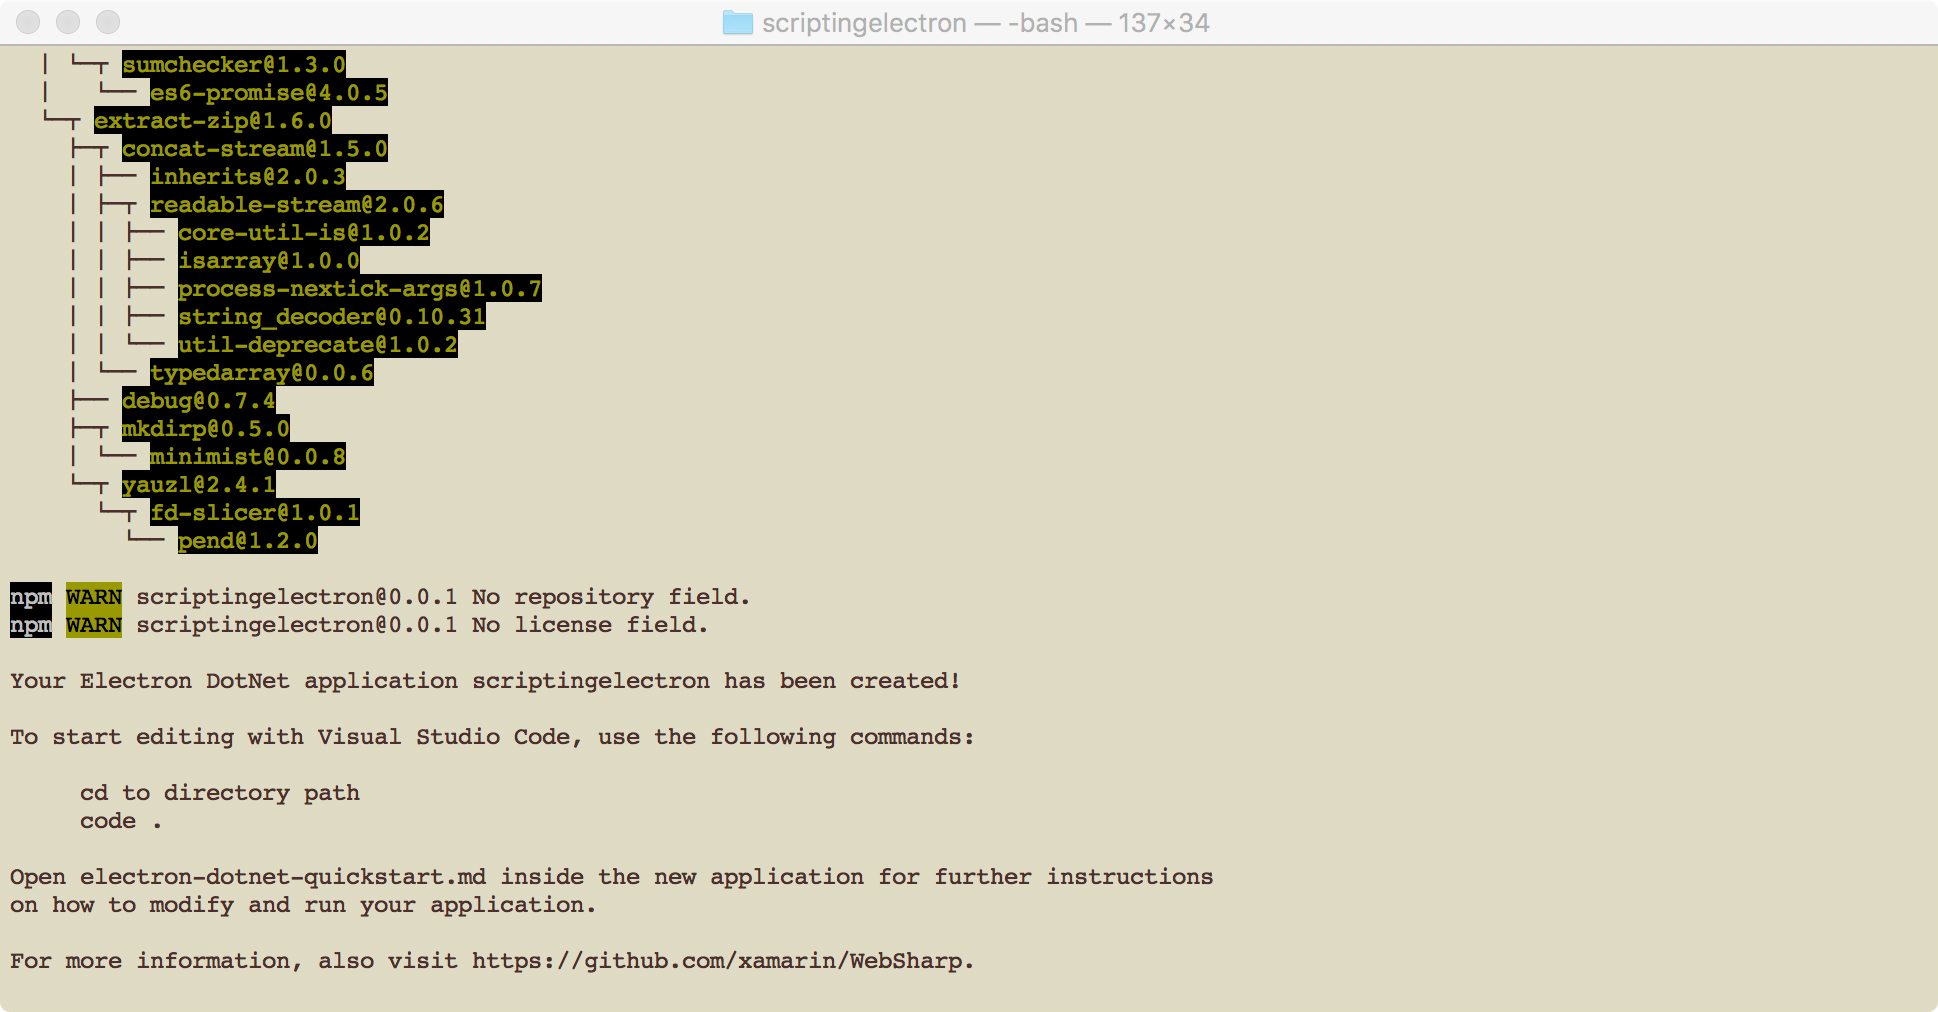 scriptingelectron — -bash — 137×34
│ └─┬ sumchecker@1.3.0
│   └── es6-promise@4.0.5
└─┬ extract-zip@1.6.0
  ├─┬ concat-stream@1.5.0
  │ ├── inherits@2.0.3
  │ ├─┬ readable-stream@2.0.6
  │ │ ├── core-util-is@1.0.2
  │ │ ├── isarray@1.0.0
  │ │ ├── process-nextick-args@1.0.7
  │ │ ├── string_decoder@0.10.31
  │ │ └── util-deprecate@1.0.2
  │ └── typedarray@0.0.6
  ├── debug@0.7.4
  ├─┬ mkdirp@0.5.0
  │ └── minimist@0.0.8
  └─┬ yauzl@2.4.1
    └─┬ fd-slicer@1.0.1
      └── pend@1.2.0
npm WARN scriptingelectron@0.0.1 No repository field.
npm WARN scriptingelectron@0.0.1 No license field.
Your Electron DotNet application scriptingelectron has been created!
To start editing with Visual Studio Code, use the following commands:
cd to directory path
code .
Open electron-dotnet-quickstart.md inside the new application for further instructions
on how to modify and run your application.
For more information, also visit https://github.com/xamarin/WebSharp.